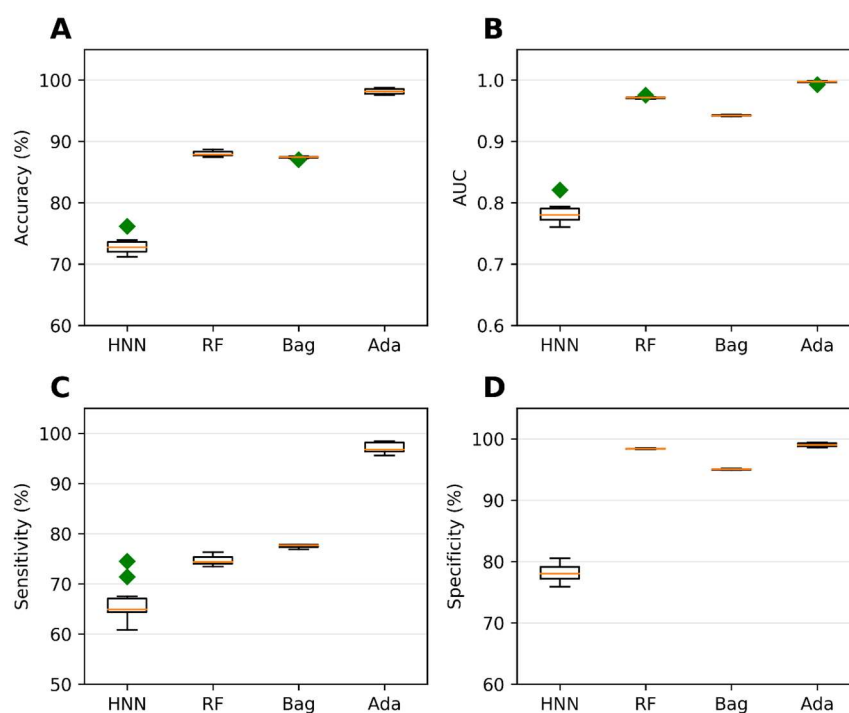 A
Accuracy (%)
100
90
80
70
60
HNN RF Bag Ada
B
AUC
1.0
0.9
0.8
0.7
0.6
HNN RF Bag Ada
C
Sensitivity (%)
100
90
80
70
60
50
HNN RF Bag Ada
D
Specificity (%)
100
90
80
70
60
HNN RF Bag Ada